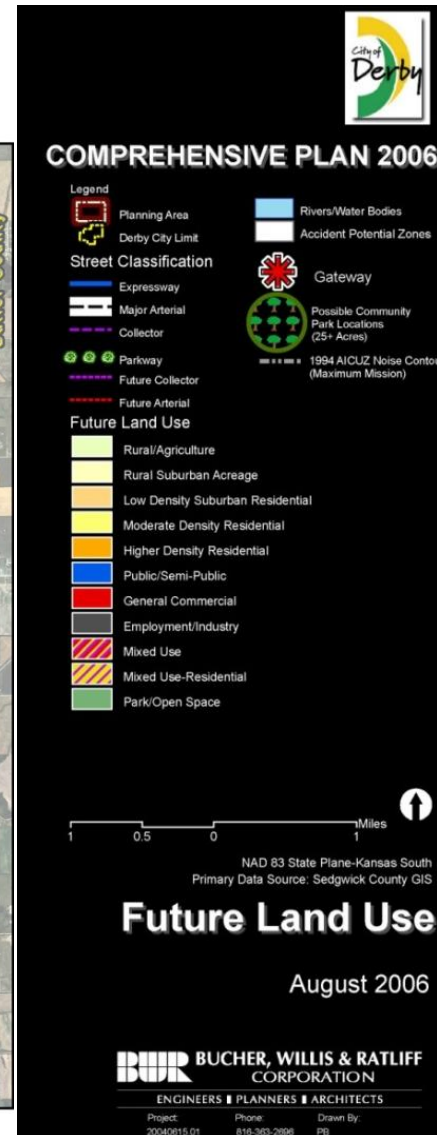 City of
Derby
COMPREHENSIVE PLAN 2006
Legend
Planning Area
Derby City Limit
Street Classification
Expressway
Major Arterial
Collector
Parkway
Future Collector
Future Arterial
Rivers/Water Bodies
Accident Potential Zones
Gateway
Possible Community
Park Locations
(25+ Acres)
1994 AICUZ Noise Contou
(Maximum Mission)
Future Land Use
Rural/Agriculture
Rural Suburban Acreage
Low Density Suburban Residential
Moderate Density Residential
Higher Density Residential
Public/Semi-Public
General Commercial
Employment/Industry
Mixed Use
Mixed Use-Residential
Park/Open Space
Miles
1 0.5 0 1
NAD 83 State Plane-Kansas South
Primary Data Source: Sedgwick County GIS
Future Land Use
August 2006
BWR BUCHER, WILLIS & RATLIFF
CORPORATION
ENGINEERS PLANNERS ARCHITECTS
Project: Phone: Drawn By:
20040615.01 816-363-2696 PB